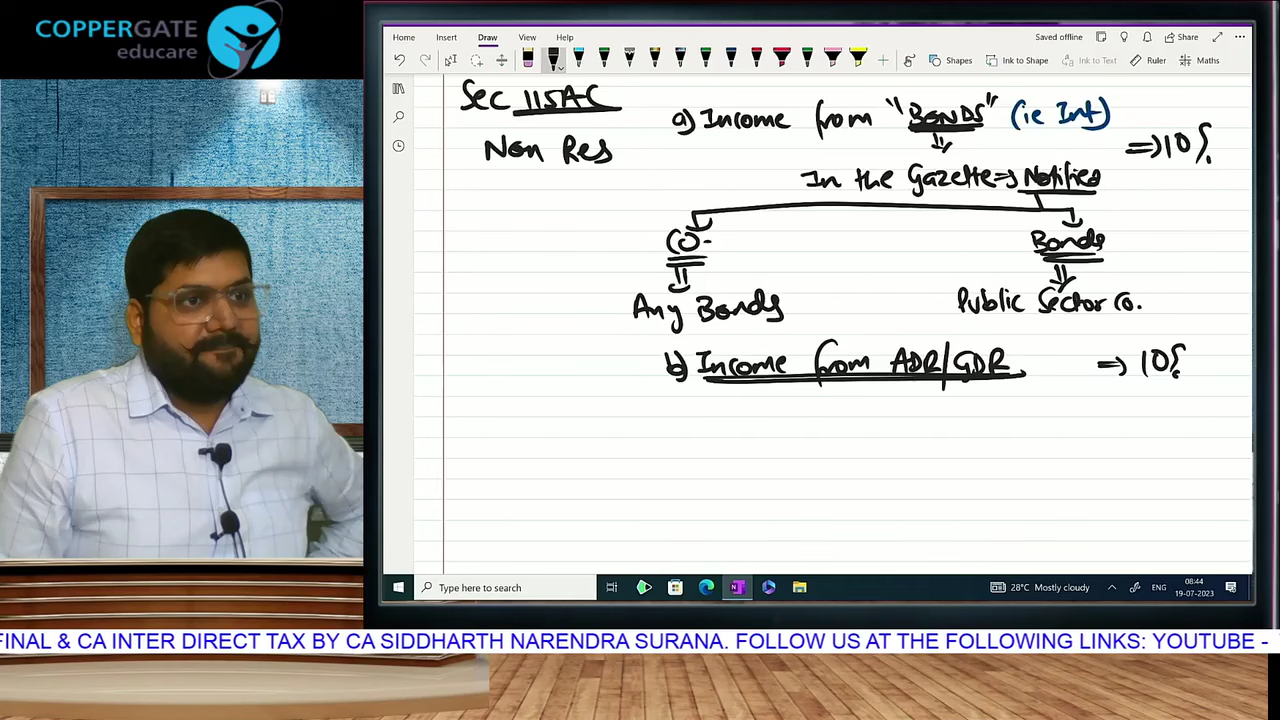 COPPERGATE
educare
Home Insert Draw View Help
Saved offline
Share
Shapes
Ink to Shape
Ink to Text
Ruler
Maths
Sec 115AC
Non Res
a) Income from "BONDS" (ie Int)
⇒ 10%
In the Gazette ⇒ Notified
Co.
Bonds
Any Bonds
Public Sector Co.
b) Income from ADR/GDR ⇒ 10%
Type here to search
28°C Mostly cloudy
ENG
08:44
19-07-2023
FINAL & CA INTER DIRECT TAX BY CA SIDDHARTH NARENDRA SURANA. FOLLOW US AT THE FOLLOWING LINKS: YOUTUBE -